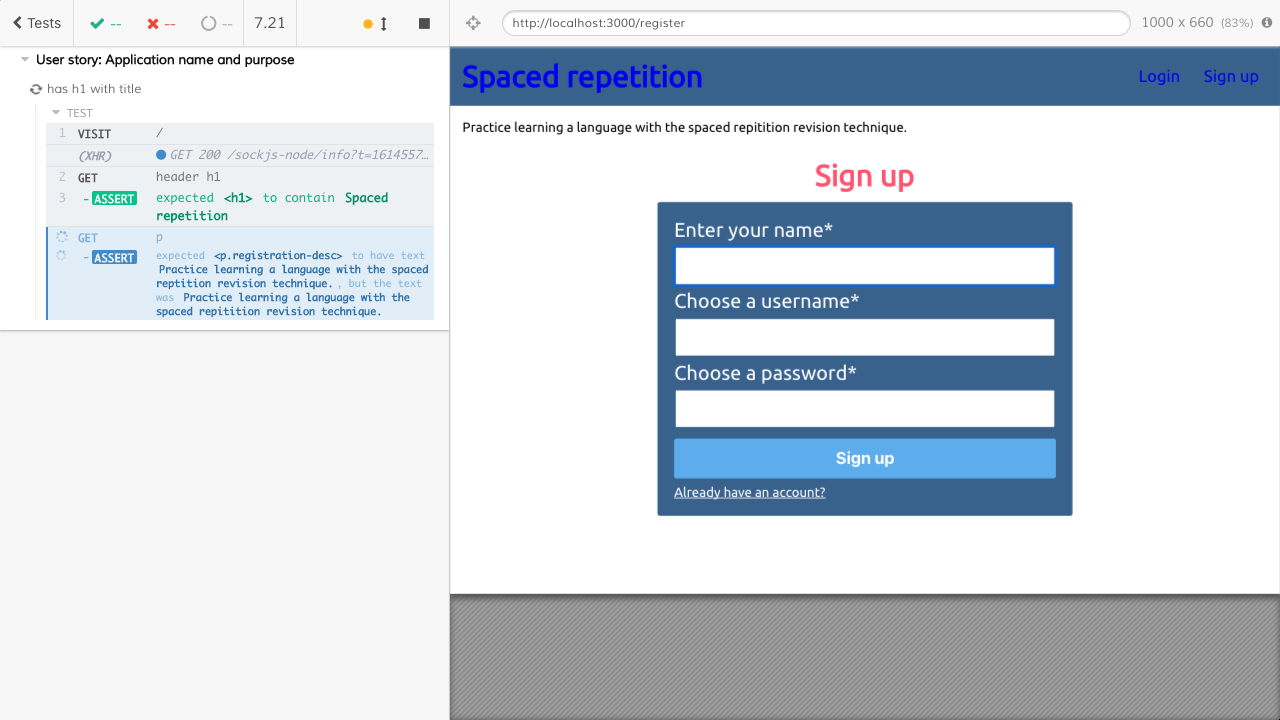 Tests -- -- -- 7.21
http://localhost:3000/register 1000 x 660 (83%)
User story: Application name and purpose
has h1 with title
TEST
1 VISIT /
(XHR) GET 200 /sockjs-node/info?t=1614557…
2 GET header h1
3 - ASSERT expected <h1> to contain Spaced
repetition
GET p
- ASSERT expected <p.registration-desc> to have text
Practice learning a language with the spaced
reptition revision technique. , but the text
was Practice learning a language with the
spaced repitition revision technique.
Spaced repetition Login Sign up
Practice learning a language with the spaced repitition revision technique.
Sign up
Enter your name*
Choose a username*
Choose a password*
Sign up
Already have an account?